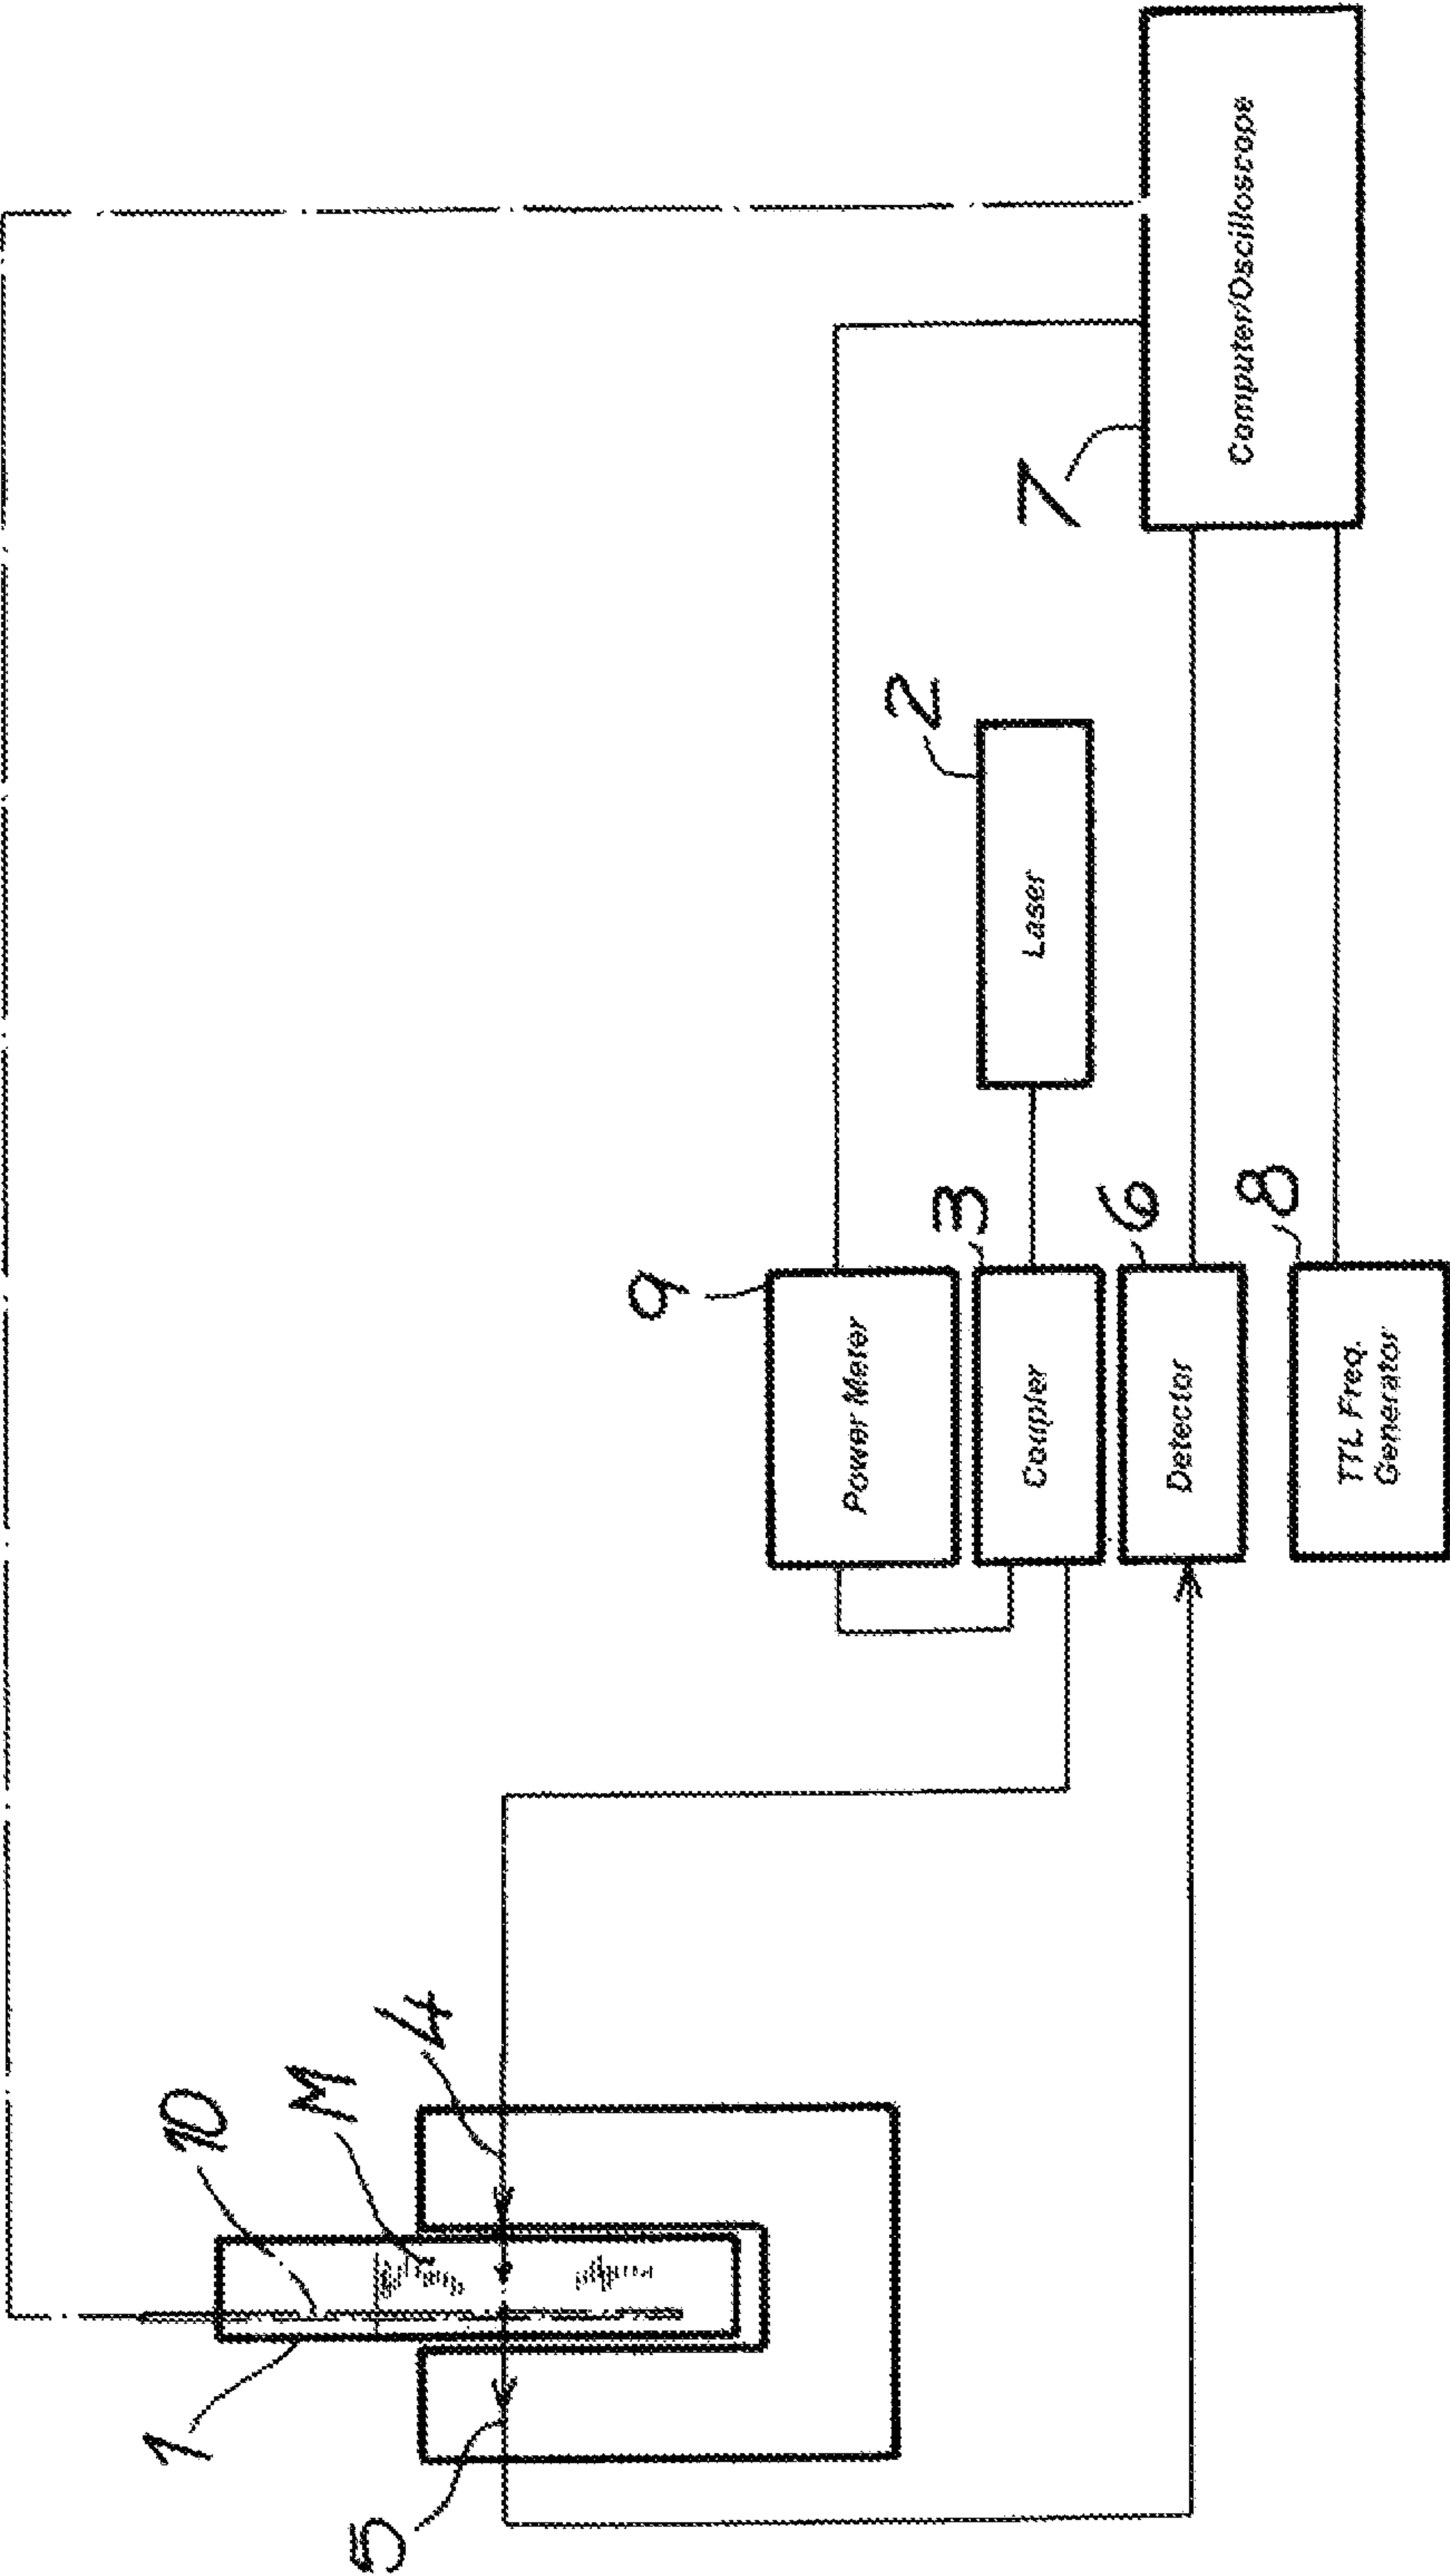 1
10
M
4
5
9
Power Meter
3
Coupler
2
Laser
6
Detector
8
TTL Freq.
Generator
7
Computer/Oscilloscope